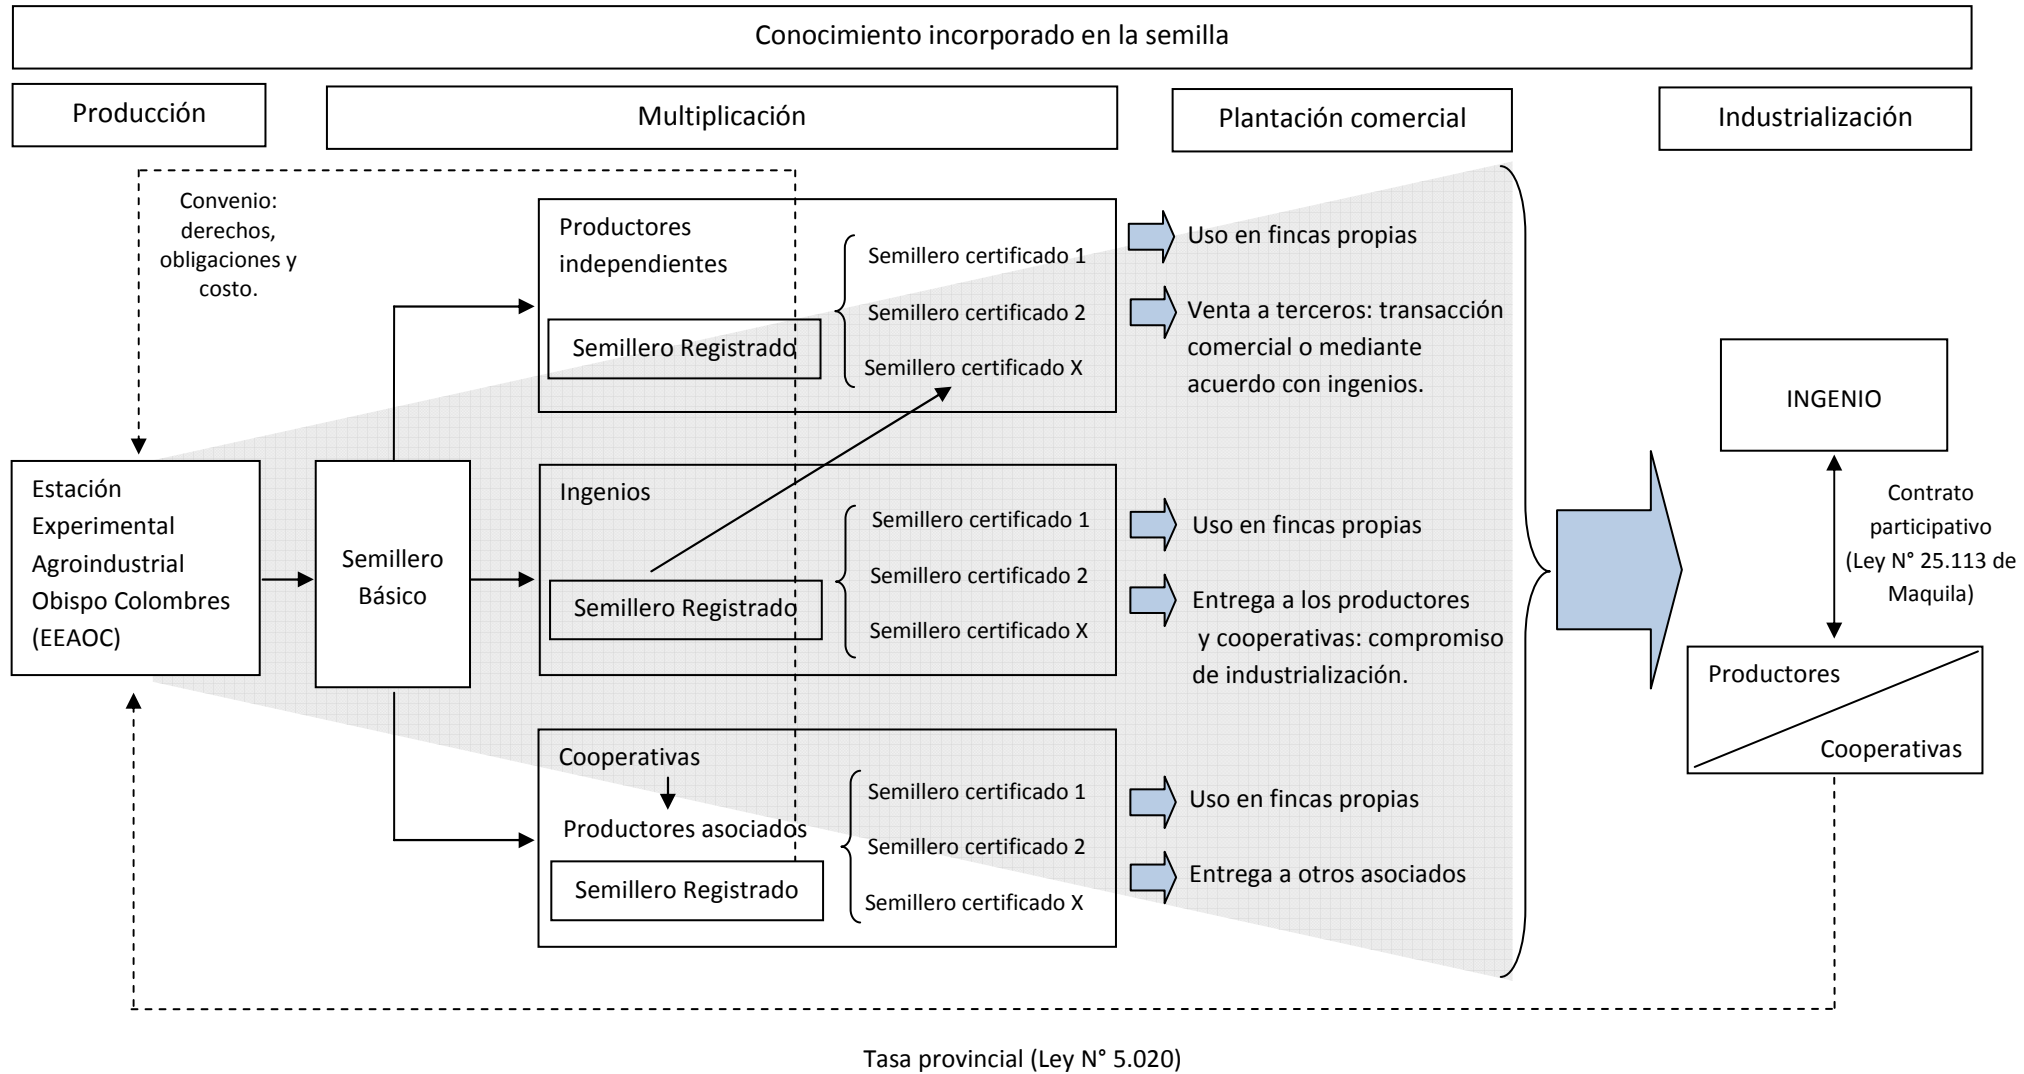 Conocimiento incorporado en la semilla
Producción
Multiplicación
Plantación comercial
Industrialización
Convenio:
derechos,
obligaciones y
costo.
Estación
Experimental
Agroindustrial
Obispo Colombres
(EEAOC)
Semillero
Básico
Productores
independientes
Semillero Registrado
Semillero certificado 1
Semillero certificado 2
Semillero certificado X
Uso en fincas propias
Venta a terceros: transacción
comercial o mediante
acuerdo con ingenios.
Ingenios
Semillero Registrado
Semillero certificado 1
Semillero certificado 2
Semillero certificado X
Uso en fincas propias
Entrega a los productores
y cooperativas: compromiso
de industrialización.
Cooperativas
Productores asociados
Semillero Registrado
Semillero certificado 1
Semillero certificado 2
Semillero certificado X
Uso en fincas propias
Entrega a otros asociados
INGENIO
Contrato
participativo
(Ley N° 25.113 de
Maquila)
Productores
Cooperativas
Tasa provincial (Ley N° 5.020)